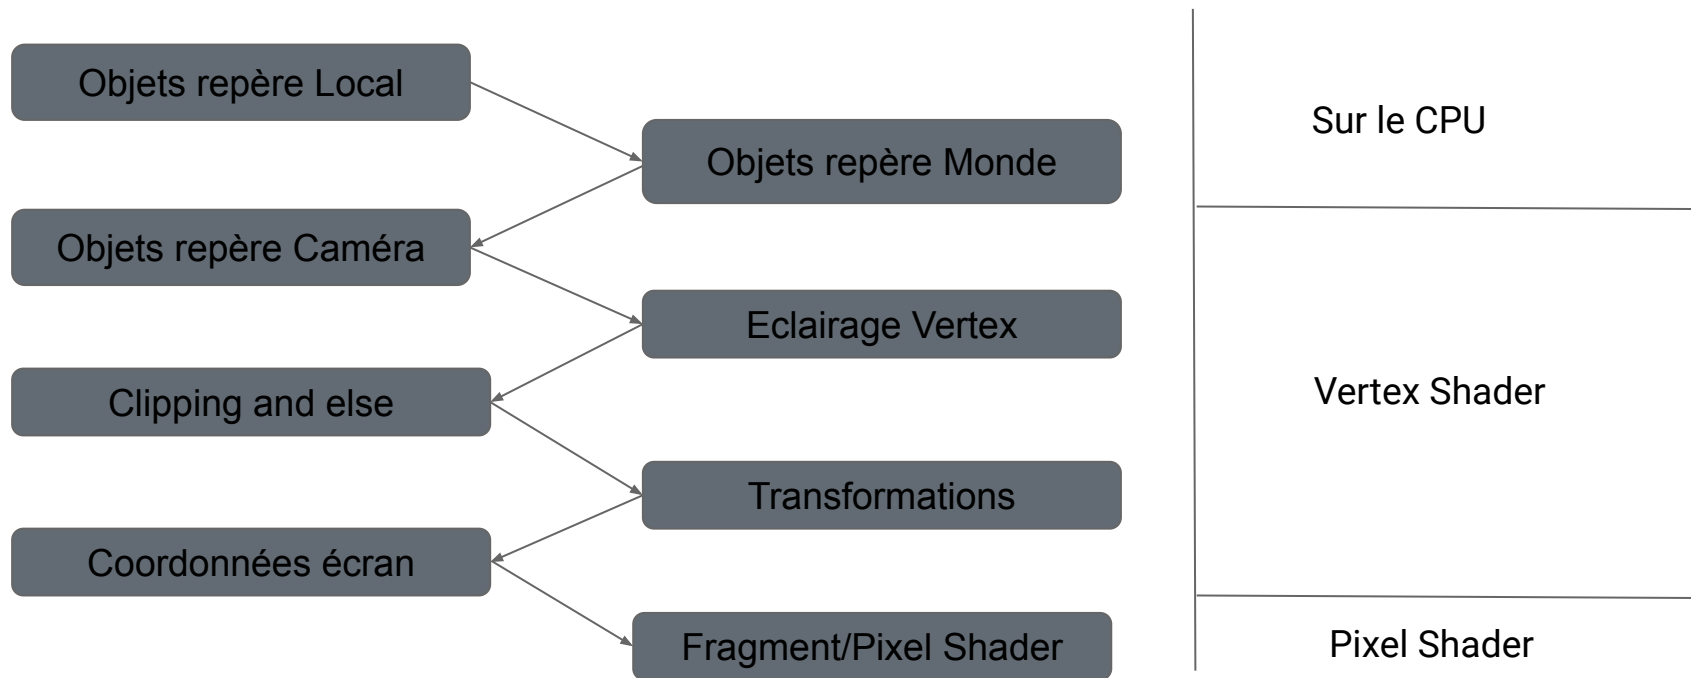 Objets repère Local
Objets repère Monde
Objets repère Caméra
Eclairage Vertex
Clipping and else
Transformations
Coordonnées écran
Fragment/Pixel Shader
Sur le CPU
Vertex Shader
Pixel Shader